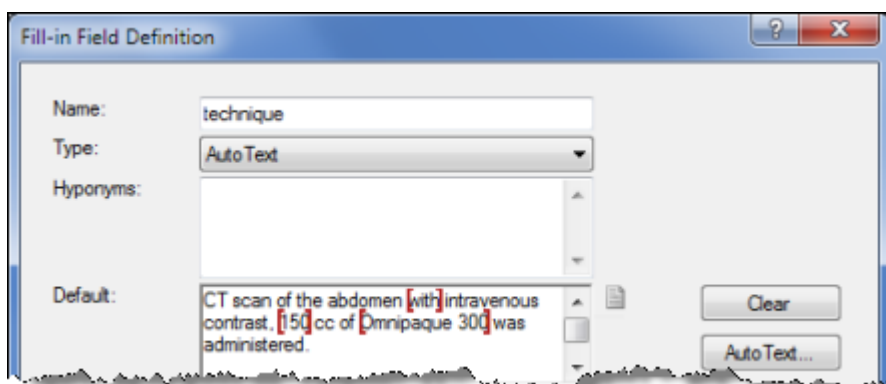 Fill-in Field Definition
?
X
Name:
technique
Type:
AutoText
Hyponyms:
Default:
CT scan of the abdomen [with] intravenous
contrast, [150] cc of [Omnipaque 300] was
administered.
Clear
AutoText...